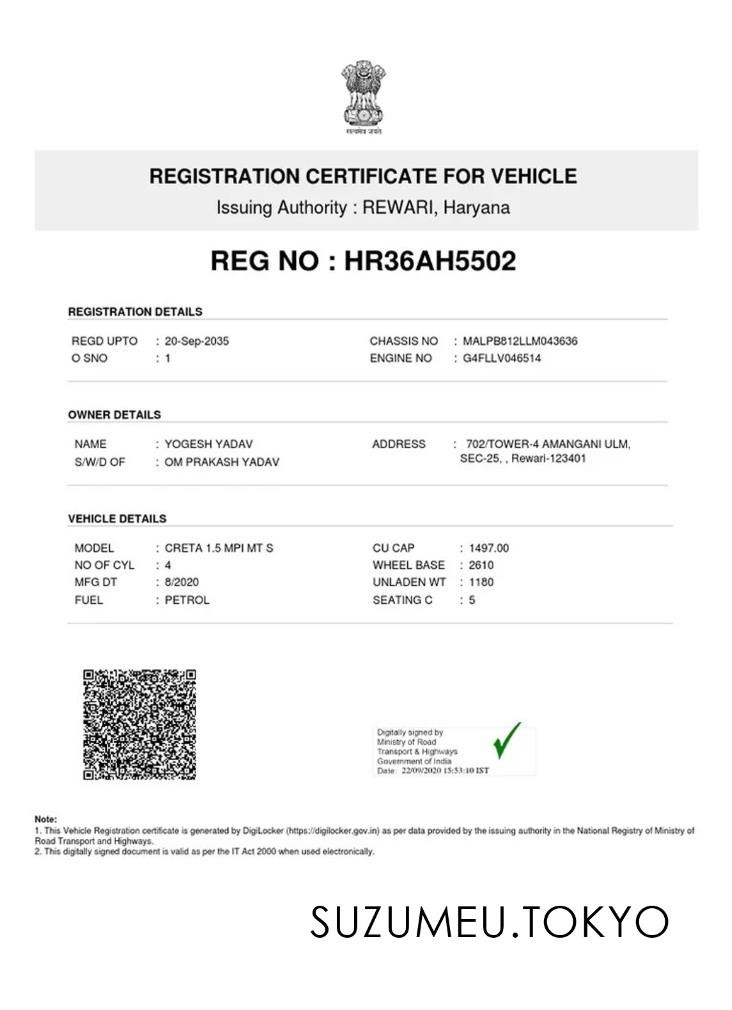 सत्यमेव जयते
REGISTRATION CERTIFICATE FOR VEHICLE
Issuing Authority : REWARI, Haryana
REG NO : HR36AH5502
REGISTRATION DETAILS
REGD UPTO : 20-Sep-2035 CHASSIS NO : MALPB812LLM043636
O SNO : 1 ENGINE NO : G4FLLV046514
OWNER DETAILS
NAME : YOGESH YADAV ADDRESS : 702/TOWER-4 AMANGANI ULM,
S/W/D OF : OM PRAKASH YADAV SEC-25, , Rewari-123401
VEHICLE DETAILS
MODEL : CRETA 1.5 MPI MT S CU CAP : 1497.00
NO OF CYL : 4 WHEEL BASE : 2610
MFG DT : 8/2020 UNLADEN WT : 1180
FUEL : PETROL SEATING C : 5
Digitally signed by
Ministry of Road
Transport & Highways
Government of India
Date: 22/09/2020 15:53:10 IST
Note:
1. This Vehicle Registration certificate is generated by DigiLocker (https://digilocker.gov.in) as per data provided by the issuing authority in the National Registry of Ministry of
Road Transport and Highways.
2. This digitally signed document is valid as per the IT Act 2000 when used electronically.
SUZUMEU.TOKYO